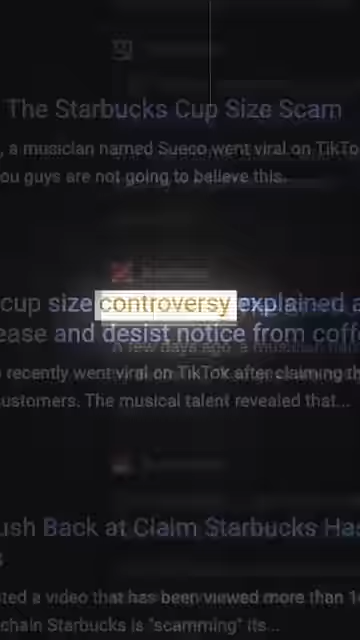 The Starbucks Cup Size Scam
, a musician named Sueco went viral on TikTo
ou guys are not going to believe this.
cup size controversy explained a
ease and desist notice from coff
A few days ago, a musician
recently went viral on TikTok after claiming th
ustomers. The musical talent revealed that...
ush Back at Claim Starbucks Has
s
ted a video that has been viewed more than 1
chain Starbucks is "scamming" its...